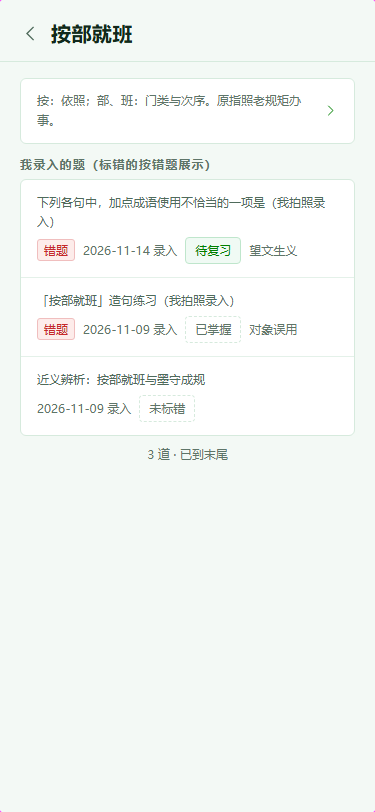 按部就班
按：依照；部、班：门类与次序。原指照老规矩办
事。
我录入的题（标错的按错题展示）
下列各句中，加点成语使用不恰当的一项是（我拍照录
入）
错题 2026-11-14 录入 待复习 望文生义
「按部就班」造句练习（我拍照录入）
错题 2026-11-09 录入 已掌握 对象误用
近义辨析：按部就班与墨守成规
2026-11-09 录入 未标错
3 道 · 已到末尾